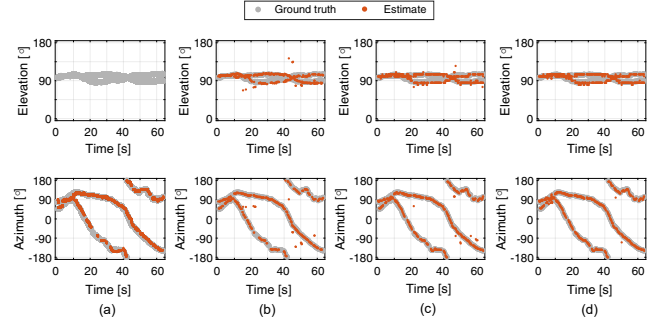 Ground truth Estimate
180 180 180 180
Elevation [°] Elevation [°] Elevation [°] Elevation [°]
90 90 90 90
0 0 0 0
0 20 40 60 0 20 40 60 0 20 40 60 0 20 40 60
Time [s] Time [s] Time [s] Time [s]
180 180 180 180
90 90 90 90
Azimuth [°] Azimuth [°] Azimuth [°] Azimuth [°]
0 0 0 0
-90 -90 -90 -90
-180 -180 -180 -180
0 20 40 60 0 20 40 60 0 20 40 60 0 20 40 60
Time [s] Time [s] Time [s] Time [s]
(a) (b) (c) (d)